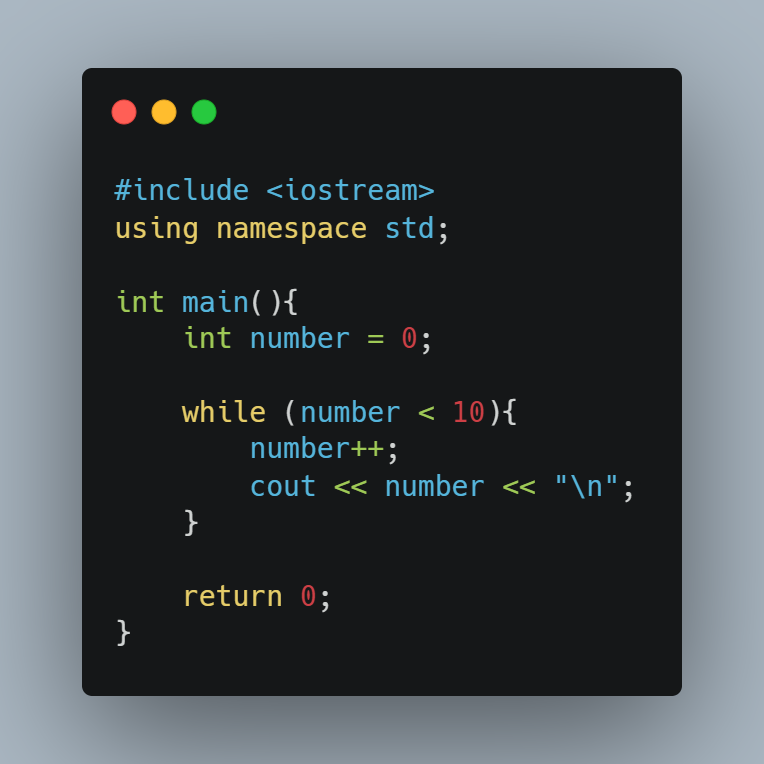 #include <iostream>
using namespace std;

int main(){
    int number = 0;

    while (number < 10){
        number++;
        cout << number << "\n";
    }

    return 0;
}